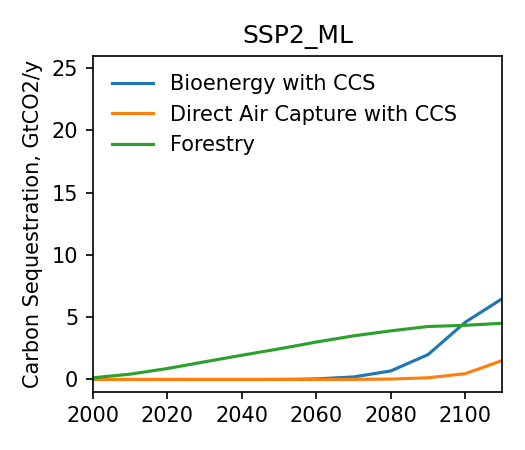 SSP2_ML
Carbon Sequestration, GtCO2/y
25
20
15
10
5
0
Bioenergy with CCS
Direct Air Capture with CCS
Forestry
2000 2020 2040 2060 2080 2100